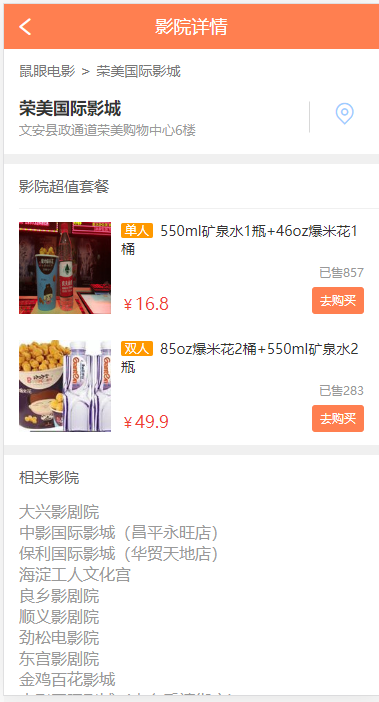 影院详情
鼠眼电影 > 荣美国际影城
荣美国际影城
文安县政通道荣美购物中心6楼
影院超值套餐
单人 550ml矿泉水1瓶+46oz爆米花1
桶
已售857
￥16.8
去购买
双人 85oz爆米花2桶+550ml矿泉水2
瓶
已售283
￥49.9
去购买
相关影院
大兴影剧院
中影国际影城（昌平永旺店）
保利国际影城（华贸天地店）
海淀工人文化宫
良乡影剧院
顺义影剧院
劲松电影院
东宫影剧院
金鸡百花影城